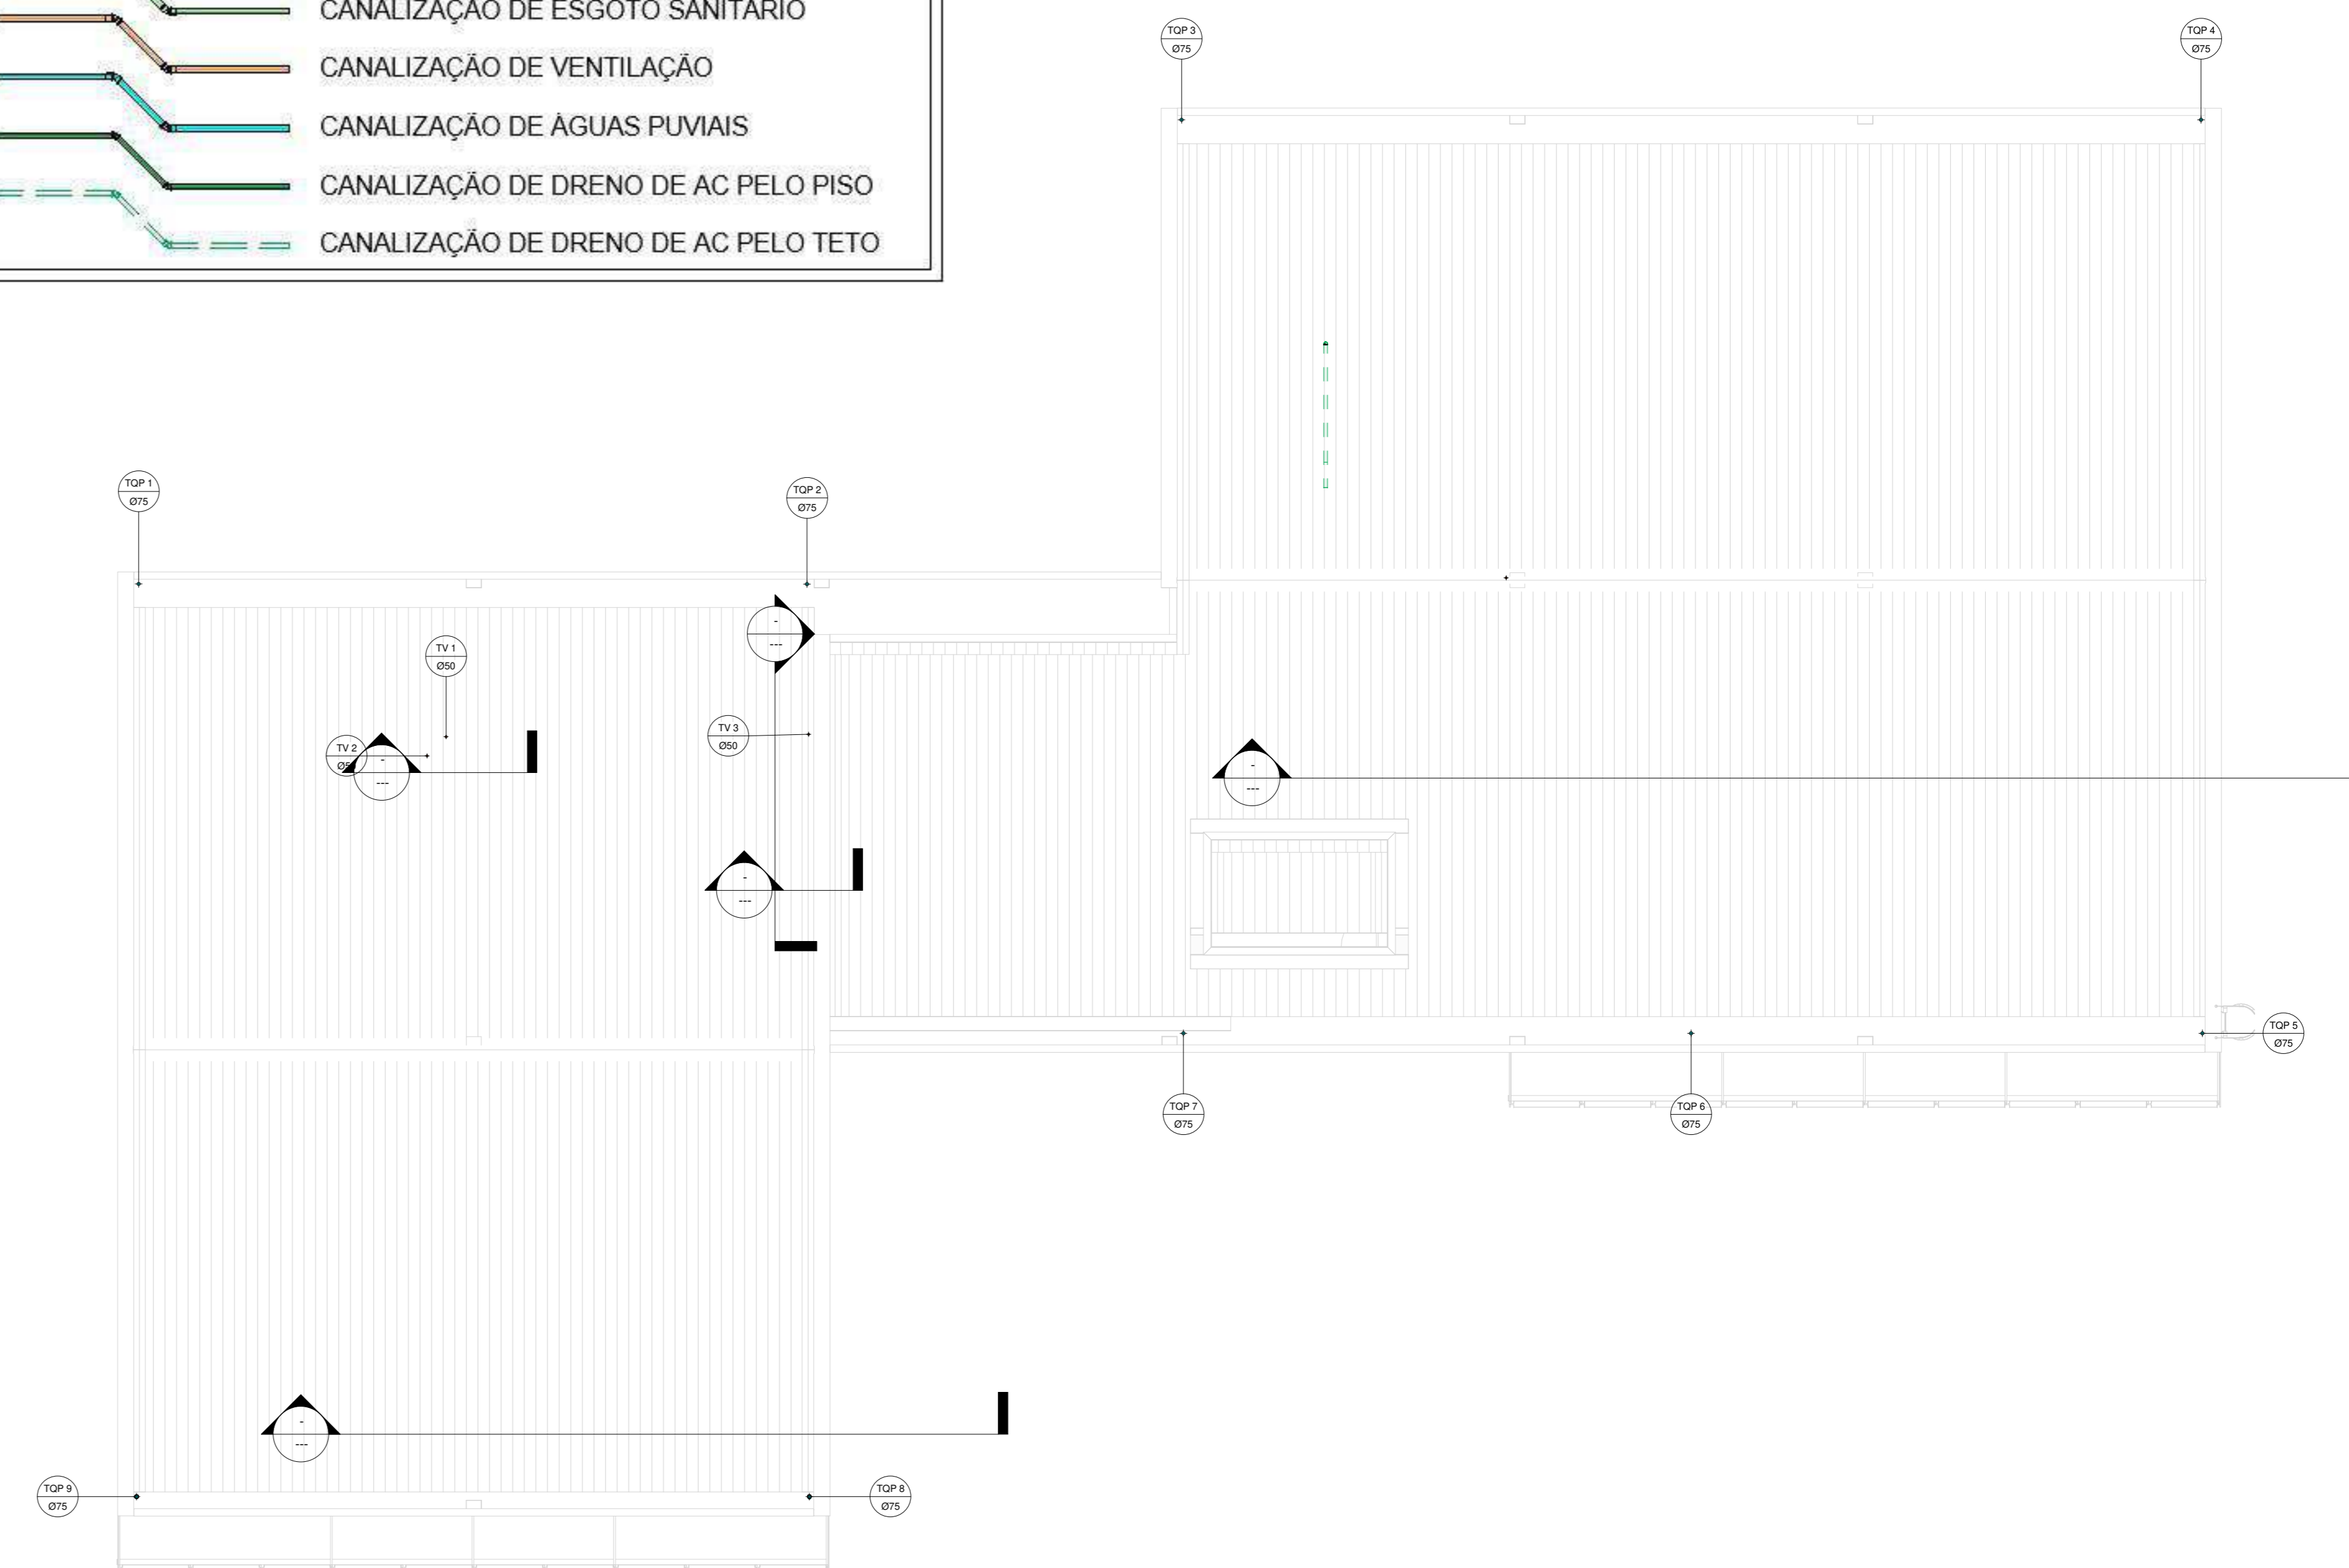 CANALIZAÇÃO DE ESGOTO SANITÁRIO
CANALIZAÇÃO DE VENTILAÇÃO
CANALIZAÇÃO DE ÁGUAS PUVIAIS
CANALIZAÇÃO DE DRENO DE AC PELO PISO
CANALIZAÇÃO DE DRENO DE AC PELO TETO
TQP 3
Ø75
TQP 4
Ø75
TQP 1
Ø75
TQP 2
Ø75
-
---
TV 1
Ø50
TV 2
-
---
TV 3
Ø50
-
---
-
---
TQP 5
Ø75
TQP 7
Ø75
TQP 6
Ø75
-
---
TQP 9
Ø75
TQP 8
Ø75